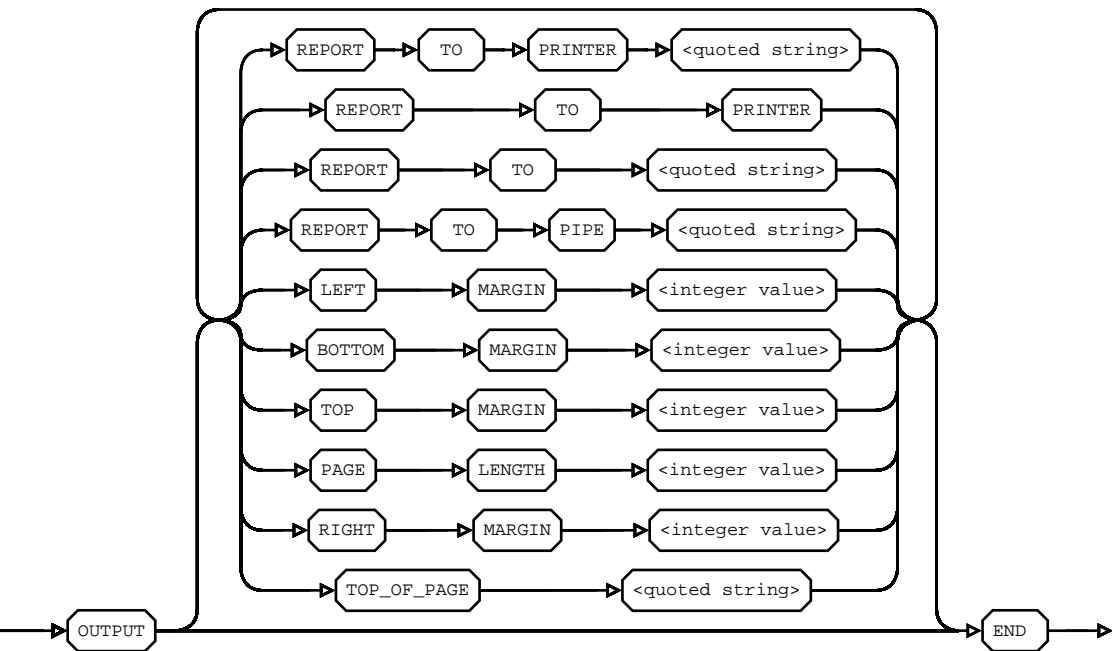 REPORT TO PRINTER <quoted string>
REPORT TO PRINTER
REPORT TO <quoted string>
REPORT TO PIPE <quoted string>
LEFT MARGIN <integer value>
BOTTOM MARGIN <integer value>
TOP MARGIN <integer value>
PAGE LENGTH <integer value>
RIGHT MARGIN <integer value>
TOP_OF_PAGE <quoted string>
OUTPUT END